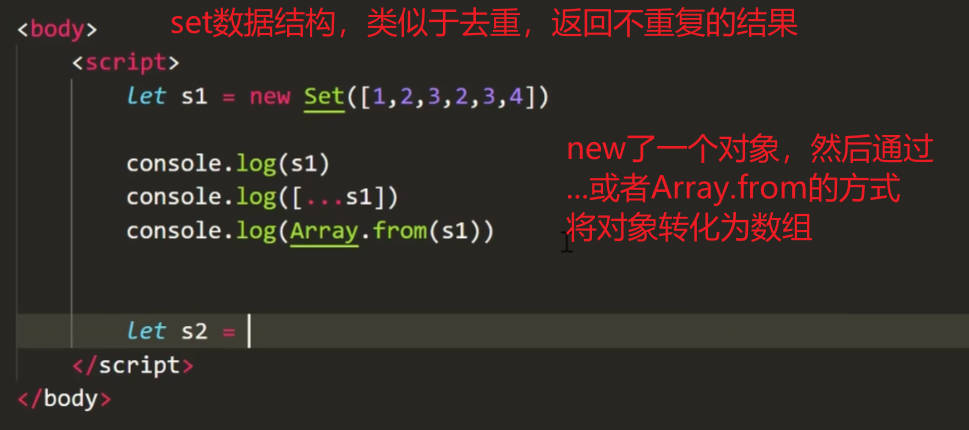 set数据结构，类似于去重，返回不重复的结果
<body>
<script>
let s1 = new Set([1,2,3,2,3,4])
console.log(s1)
console.log([...s1])
console.log(Array.from(s1))
new了一个对象，然后通过
...或者Array.from的方式
将对象转化为数组
let s2 =
</script>
</body>